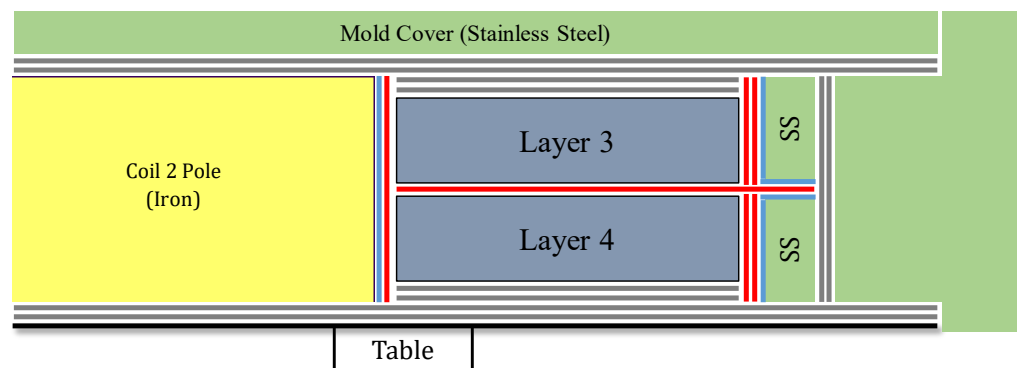 Mold Cover (Stainless Steel)
Coil 2 Pole
(Iron)
Layer 3
SS
Layer 4
SS
Table